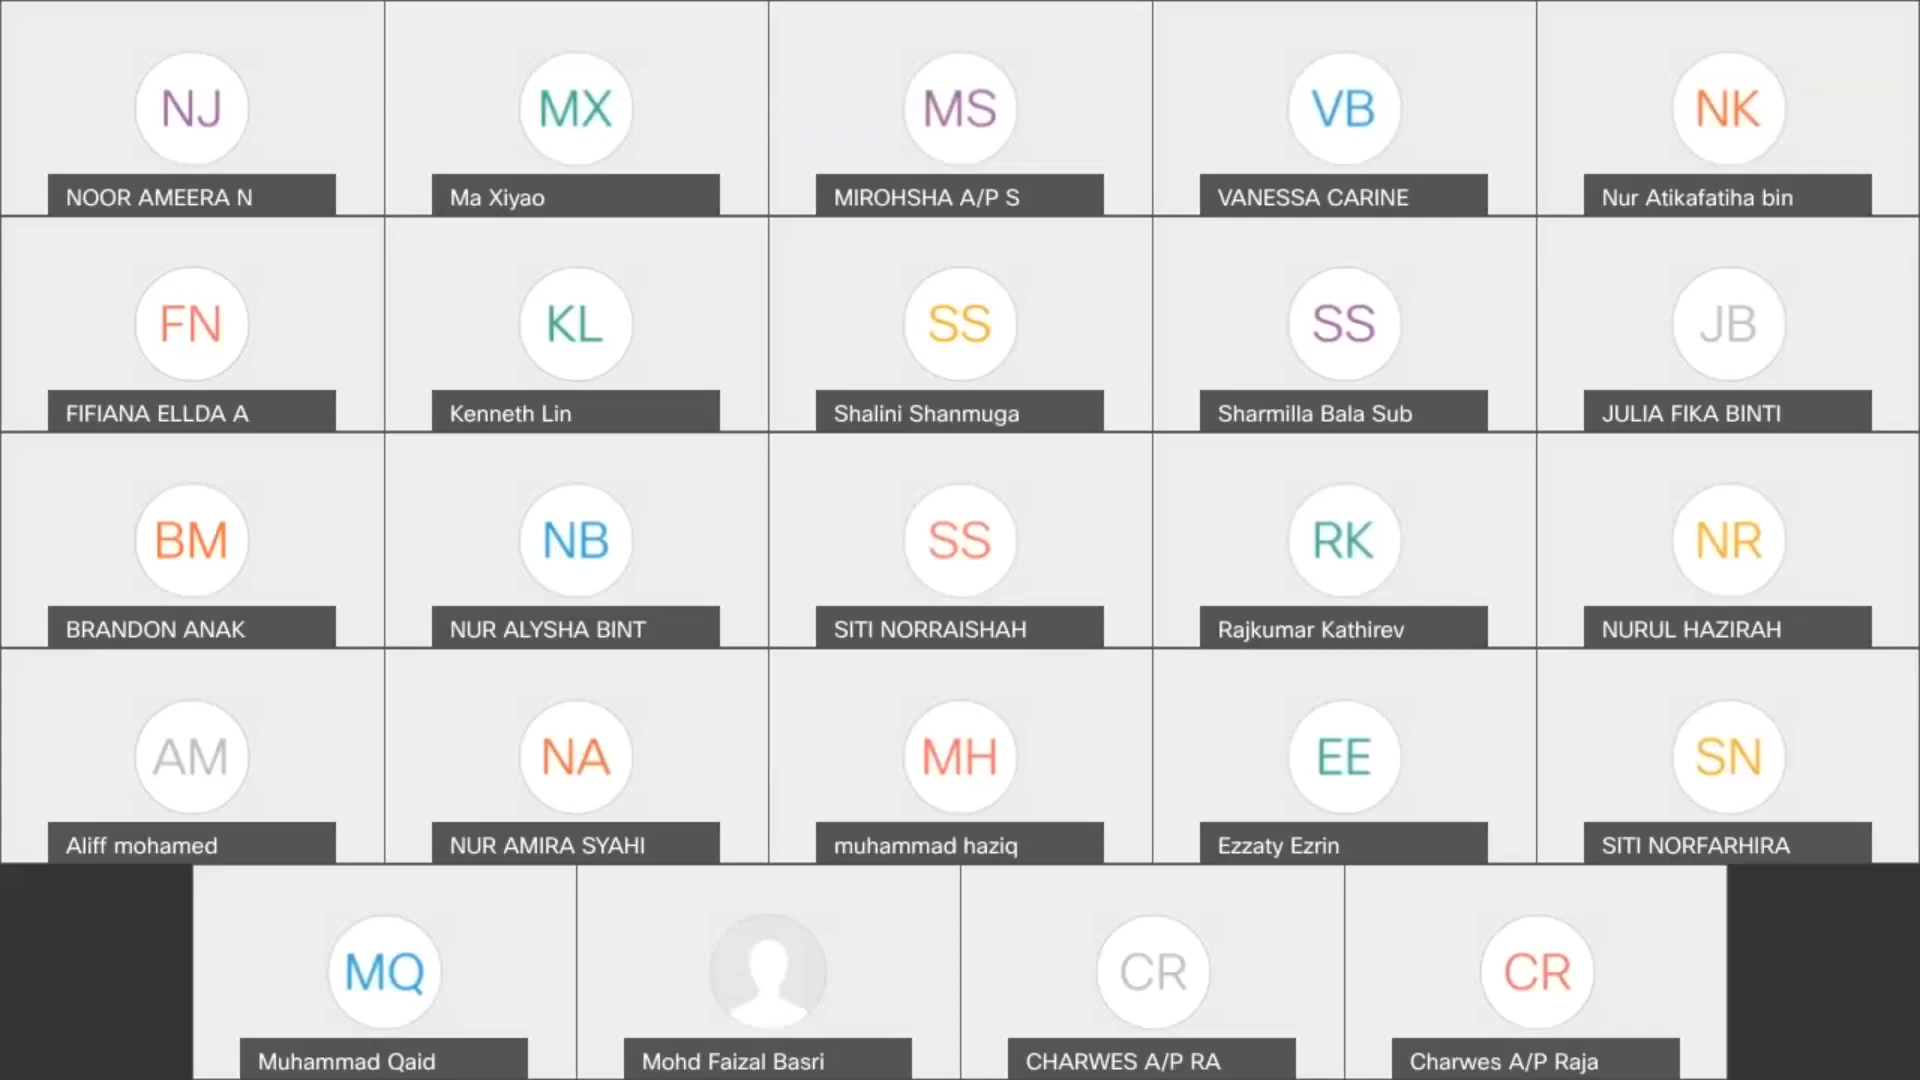 NJ
MX
MS
VB
NK
NOOR AMEERA N
Ma Xiyao
MIROHSHA A/P S
VANESSA CARINE
Nur Atikafatiha bin
FN
KL
SS
SS
JB
FIFIANA ELLDA A
Kenneth Lin
Shalini Shanmuga
Sharmilla Bala Sub
JULIA FIKA BINTI
BM
NB
SS
RK
NR
BRANDON ANAK
NUR ALYSHA BINT
SITI NORRAISHAH
Rajkumar Kathirev
NURUL HAZIRAH
AM
NA
MH
EE
SN
Aliff mohamed
NUR AMIRA SYAHI
muhammad haziq
Ezzaty Ezrin
SITI NORFARHIRA
MQ
CR
CR
Muhammad Qaid
Mohd Faizal Basri
CHARWES A/P RA
Charwes A/P Raja